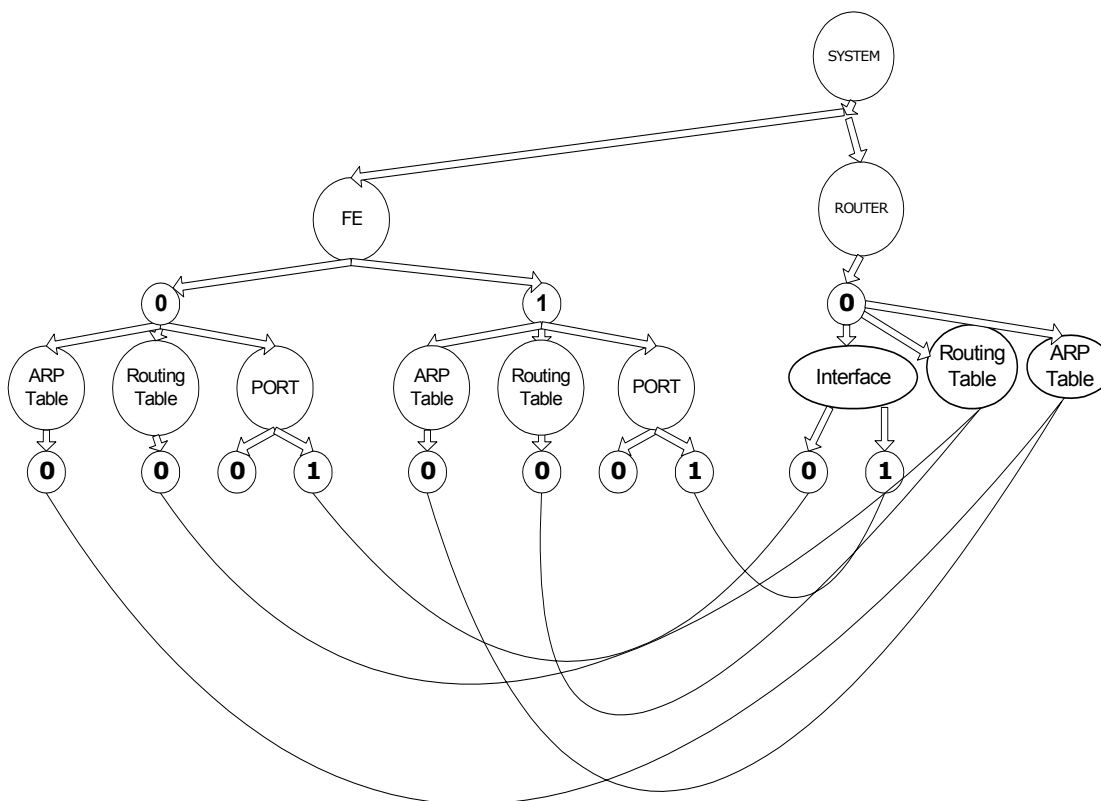 SYSTEM
FE
ROUTER
0
1
0
ARP
Table
Routing
Table
PORT
ARP
Table
Routing
Table
PORT
Interface
Routing
Table
ARP
Table
0
0
0
1
0
0
0
1
0
1